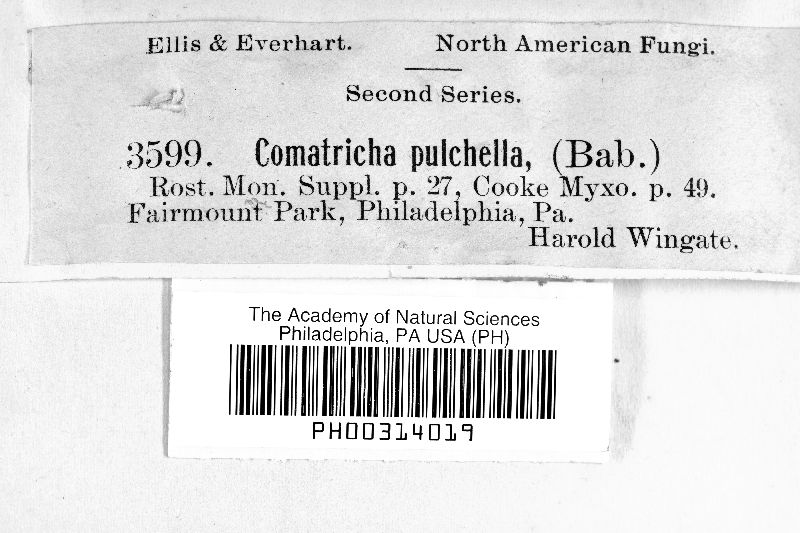 Ellis & Everhart. North American Fungi.
Second Series.
3599. Comatricha pulchella, (Bab.)
Rost. Mon. Suppl. p. 27, Cooke Myxo. p. 49.
Fairmount Park, Philadelphia, Pa.
Harold Wingate.
The Academy of Natural Sciences
Philadelphia, PA USA (PH)
PH00314019